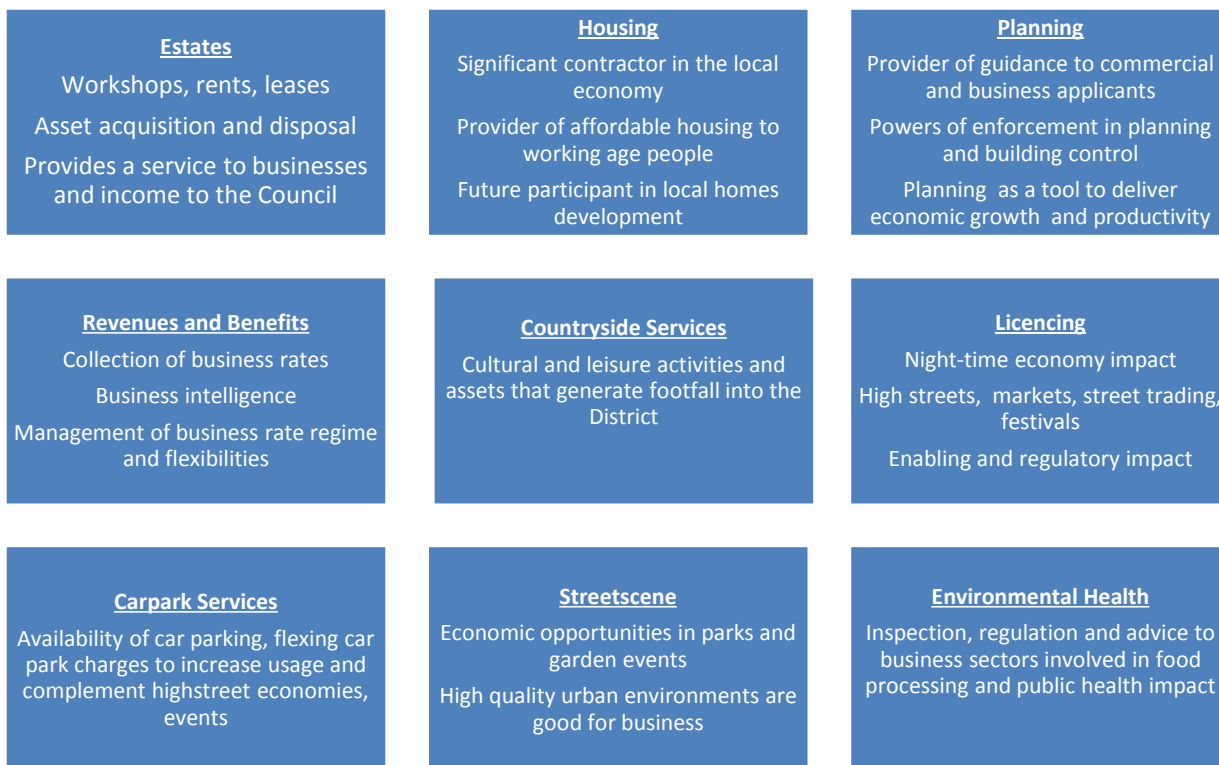 Estates
Workshops, rents, leases
Asset acquisition and disposal
Provides a service to businesses
and income to the Council
Housing
Significant contractor in the local
economy
Provider of affordable housing to
working age people
Future participant in local homes
development
Planning
Provider of guidance to commercial
and business applicants
Powers of enforcement in planning
and building control
Planning as a tool to deliver
economic growth and productivity
Revenues and Benefits
Collection of business rates
Business intelligence
Management of business rate regime
and flexibilities
Countryside Services
Cultural and leisure activities and
assets that generate footfall into the
District
Licencing
Night-time economy impact
High streets, markets, street trading,
festivals
Enabling and regulatory impact
Carpark Services
Availability of car parking, flexing car
park charges to increase usage and
complement highstreet economies,
events
Streetscene
Economic opportunities in parks and
garden events
High quality urban environments are
good for business
Environmental Health
Inspection, regulation and advice to
business sectors involved in food
processing and public health impact